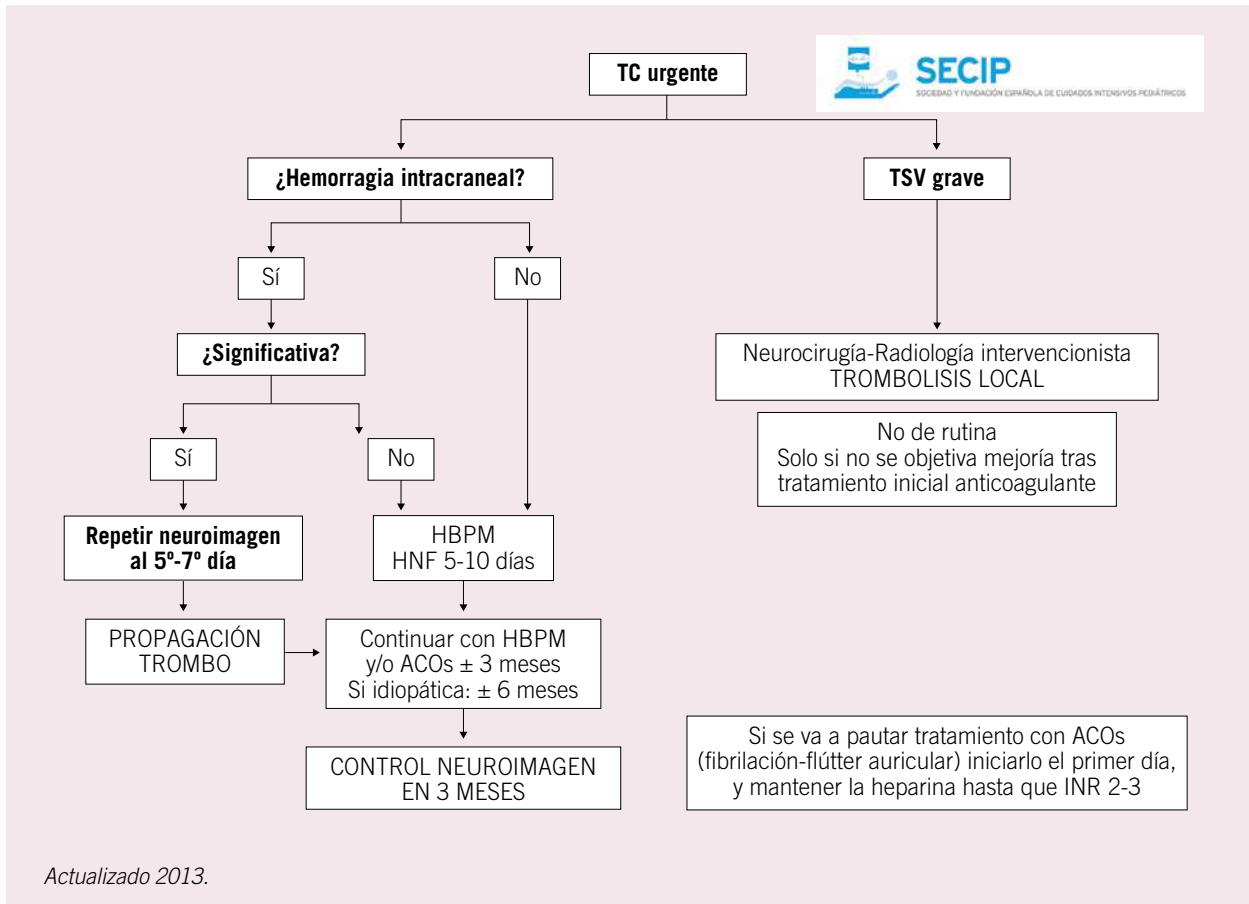 TC urgente
SECIP
SOCIEDAD Y FUNDACIÓN ESPAÑOLA DE CUIDADOS INTENSIVOS PEDIÁTRICOS
¿Hemorragia intracraneal?
TSV grave
Sí
No
¿Significativa?
Neurocirugía-Radiología intervencionista
TROMBOLISIS LOCAL
Sí
No
No de rutina
Solo si no se objetiva mejoría tras
tratamiento inicial anticoagulante
Repetir neuroimagen
al 5º-7º día
HBPM
HNF 5-10 días
PROPAGACIÓN
TROMBO
Continuar con HBPM
y/o ACOs ± 3 meses
Si idiopática: ± 6 meses
CONTROL NEUROIMAGEN
EN 3 MESES
Si se va a pautar tratamiento con ACOs
(fibrilación-flútter auricular) iniciarlo el primer día,
y mantener la heparina hasta que INR 2-3
Actualizado 2013.